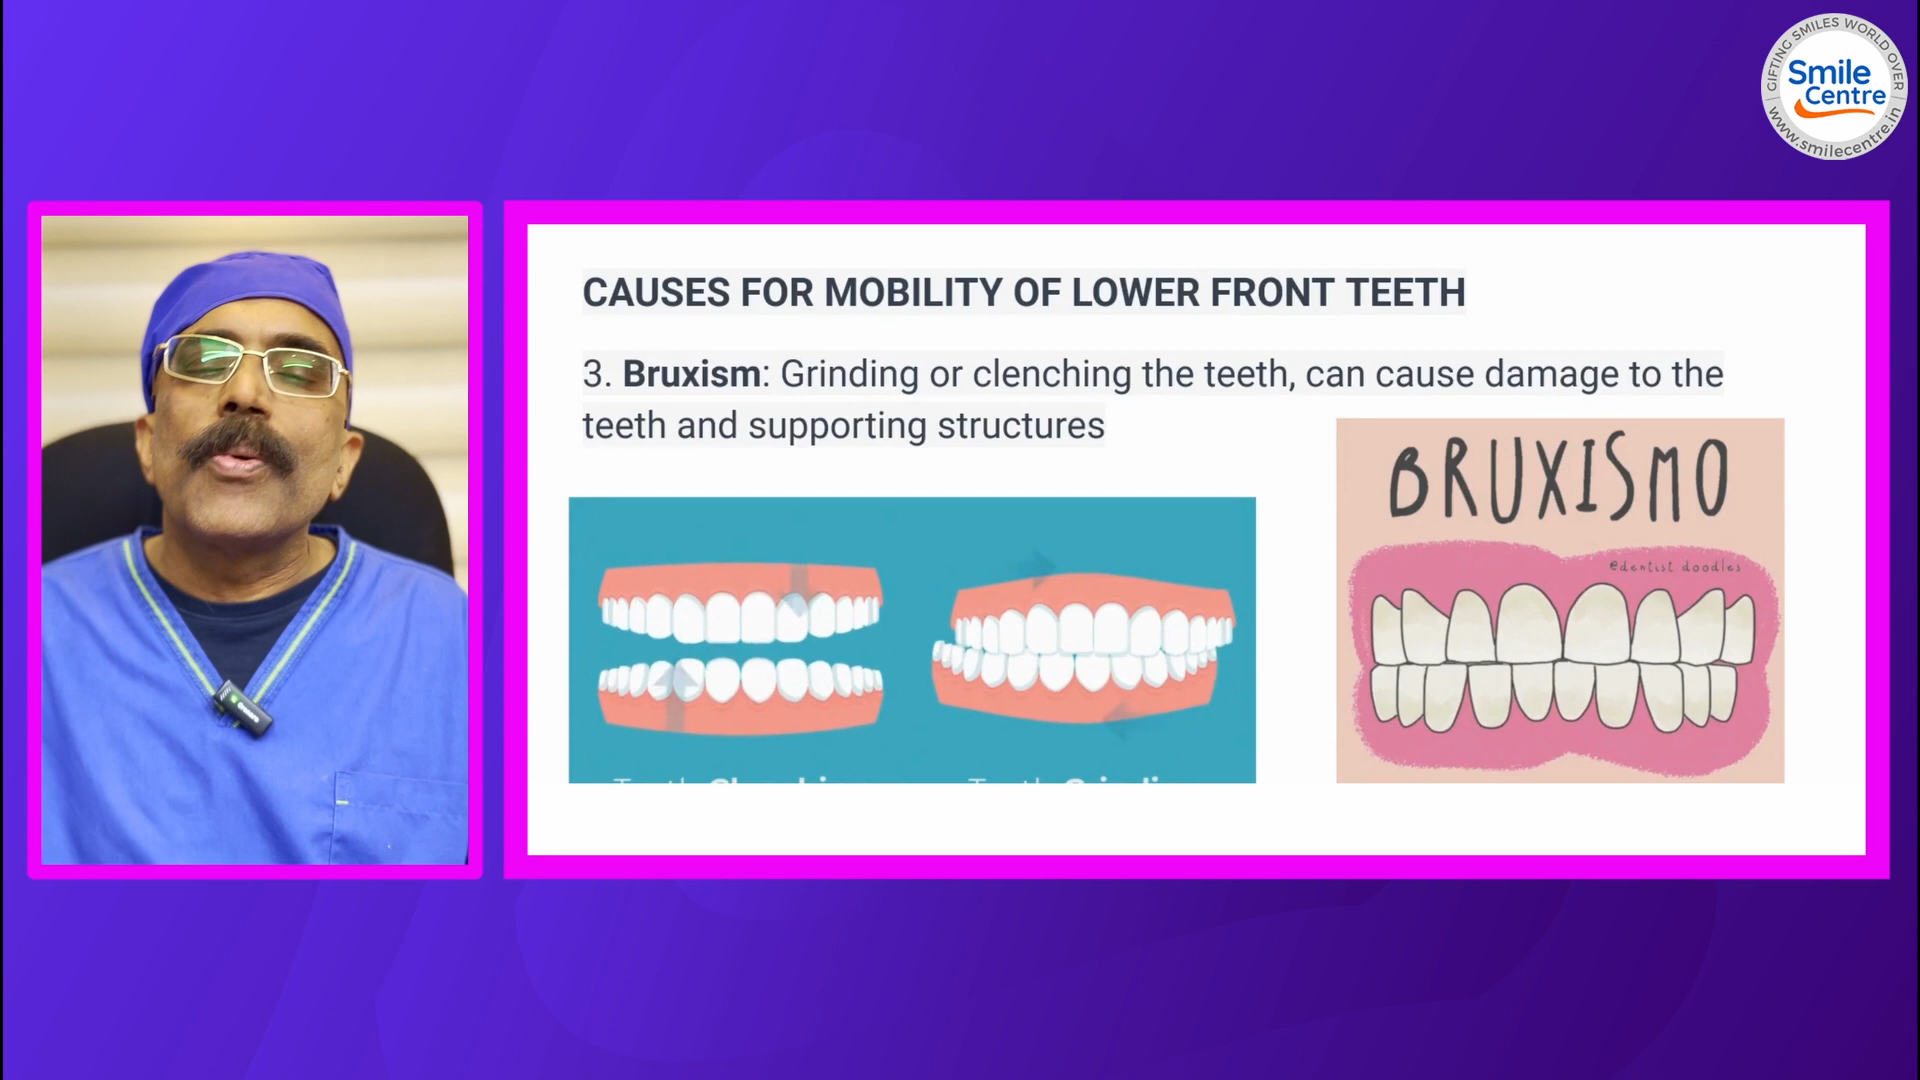 GIFTING SMILES WORLD OVER
Smile
Centre
www.smilecentre.in
CAUSES FOR MOBILITY OF LOWER FRONT TEETH
3. Bruxism: Grinding or clenching the teeth, can cause damage to the
teeth and supporting structures
BRUXISMO
@dentist doodles